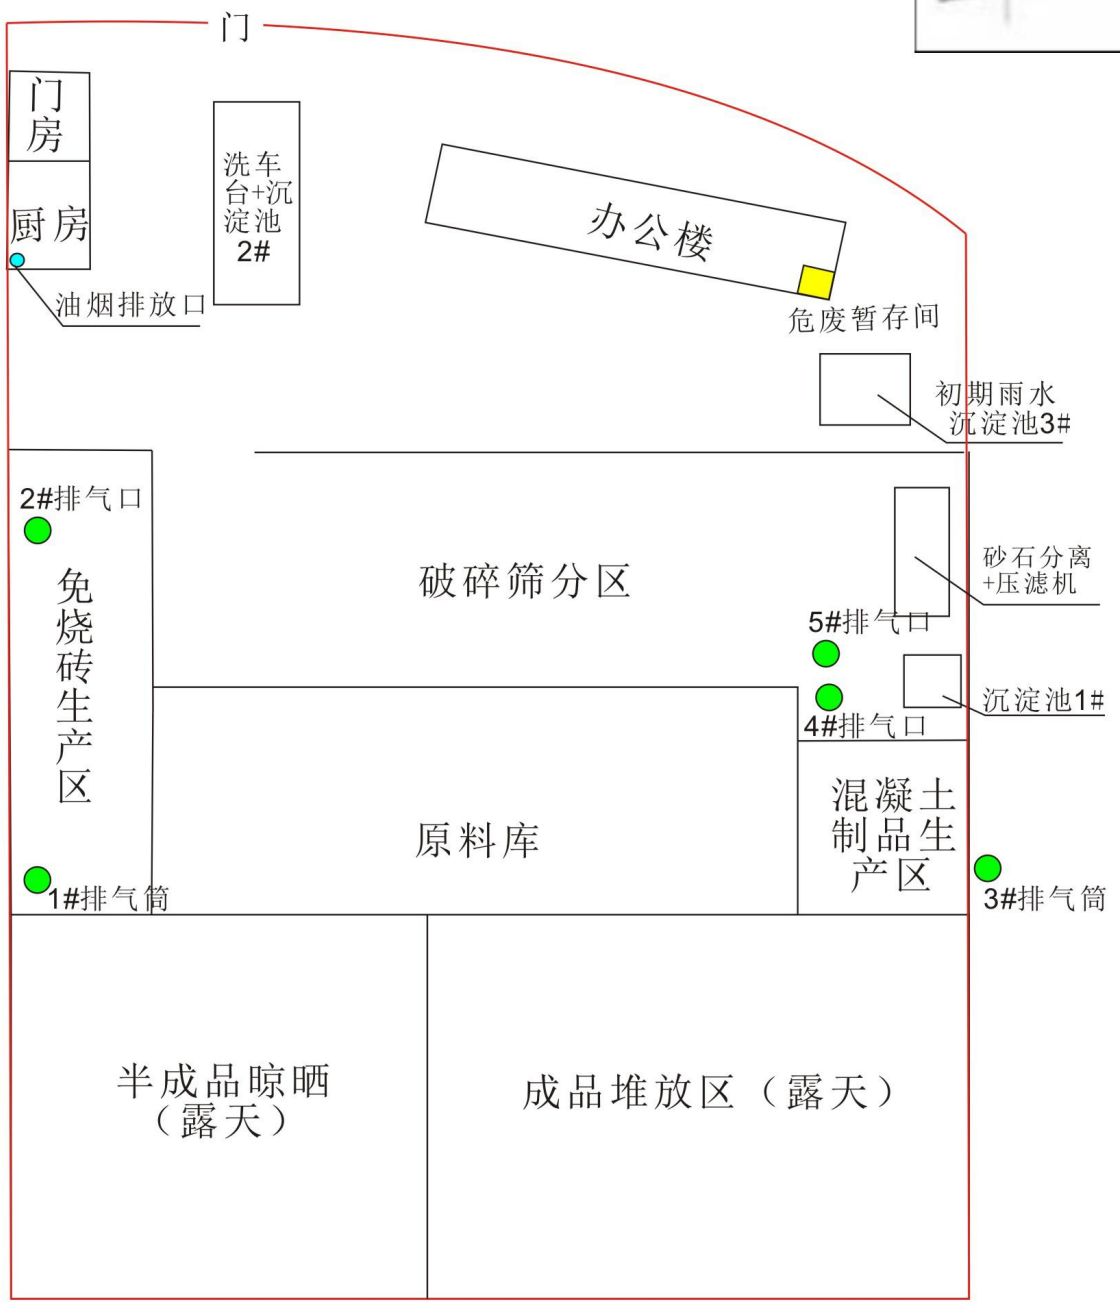 门
门
房
厨房
油烟排放口
洗车
台+沉
淀池
2#
办公楼
危废暂存间
初期雨水
沉淀池3#
2#排气口
免
烧
砖
生
产
区
1#排气筒
破碎筛分区
砂石分离
+压滤机
5#排气口
4#排气口
沉淀池1#
原料库
混凝土
制品生
产区
3#排气筒
半成品晾晒
（露天）
成品堆放区（露天）